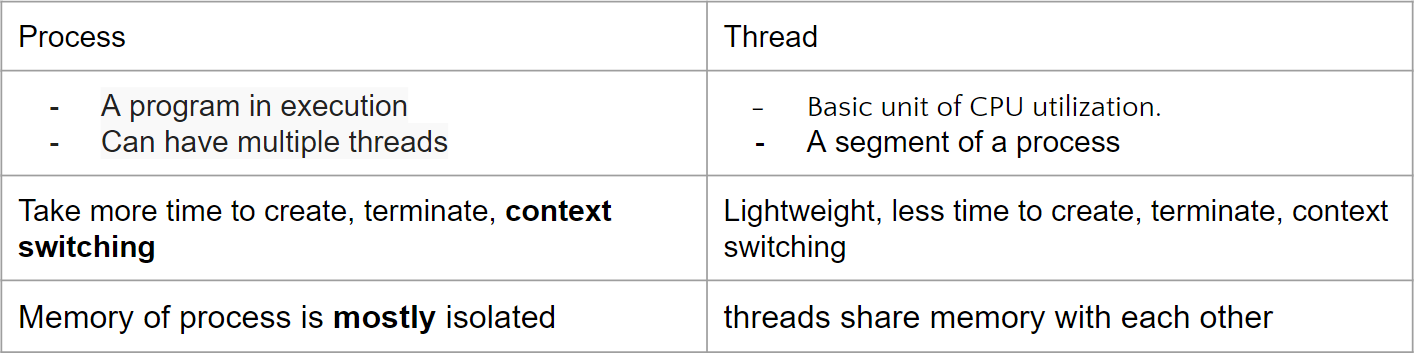 Process
Thread
- A program in execution
- Can have multiple threads
- Basic unit of CPU utilization.
- A segment of a process
Take more time to create, terminate, context
switching
Lightweight, less time to create, terminate, context
switching
Memory of process is mostly isolated
threads share memory with each other